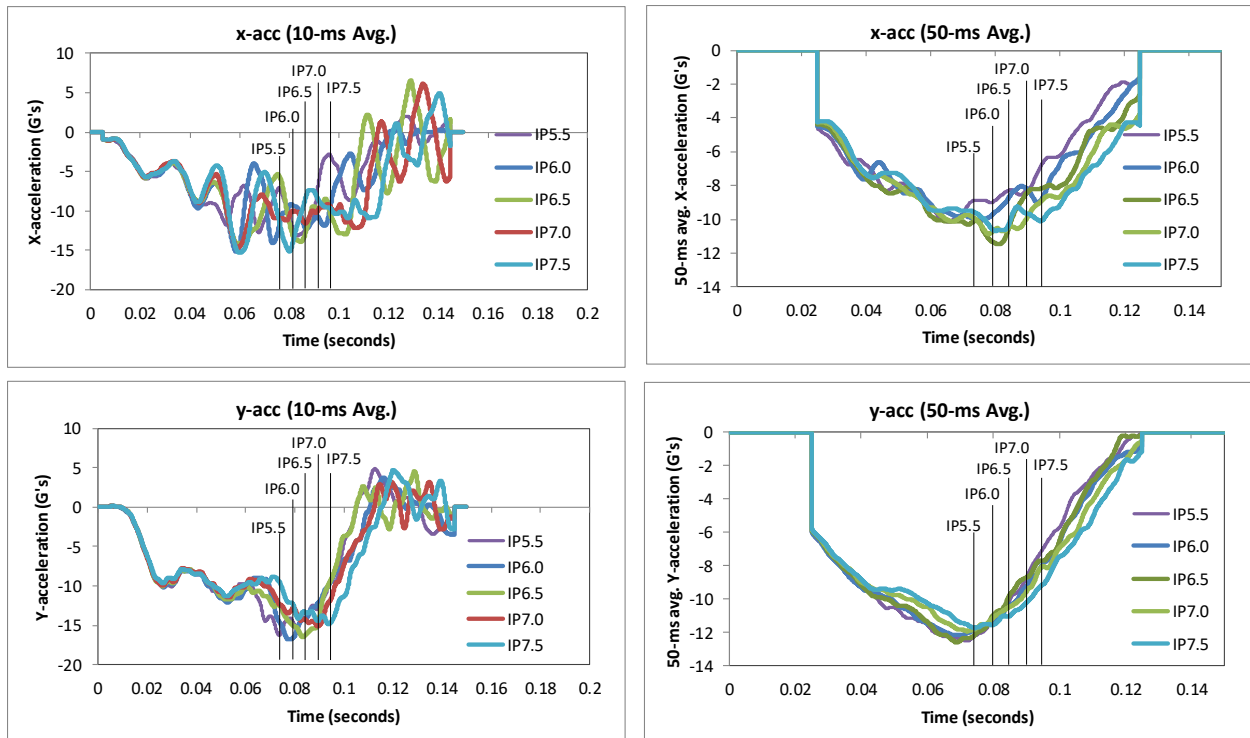 x-acc (10-ms Avg.)
X-acceleration (G's)
10
5
0
-5
-10
-15
-20
IP7.0
IP6.5
IP7.5
IP6.0
IP5.5
IP5.5
IP6.0
IP6.5
IP7.0
IP7.5
0 0.02 0.04 0.06 0.08 0.1 0.12 0.14 0.16 0.18 0.2
Time (seconds)
x-acc (50-ms Avg.)
50-ms avg. X-acceleration (G's)
0
-2
-4
-6
-8
-10
-12
-14
IP7.0
IP6.5
IP7.5
IP6.0
IP5.5
IP5.5
IP6.0
IP6.5
IP7.0
IP7.5
0 0.02 0.04 0.06 0.08 0.1 0.12 0.14
Time (seconds)
y-acc (10-ms Avg.)
Y-acceleration (G's)
10
5
0
-5
-10
-15
-20
IP7.0
IP6.5
IP7.5
IP6.0
IP5.5
IP5.5
IP6.0
IP6.5
IP7.0
IP7.5
0 0.02 0.04 0.06 0.08 0.1 0.12 0.14 0.16 0.18 0.2
Time (seconds)
y-acc (50-ms Avg.)
50-ms avg. Y-acceleration (G's)
0
-2
-4
-6
-8
-10
-12
-14
IP7.0
IP6.5
IP7.5
IP6.0
IP5.5
IP5.5
IP6.0
IP6.5
IP7.0
IP7.5
0 0.02 0.04 0.06 0.08 0.1 0.12 0.14
Time (seconds)